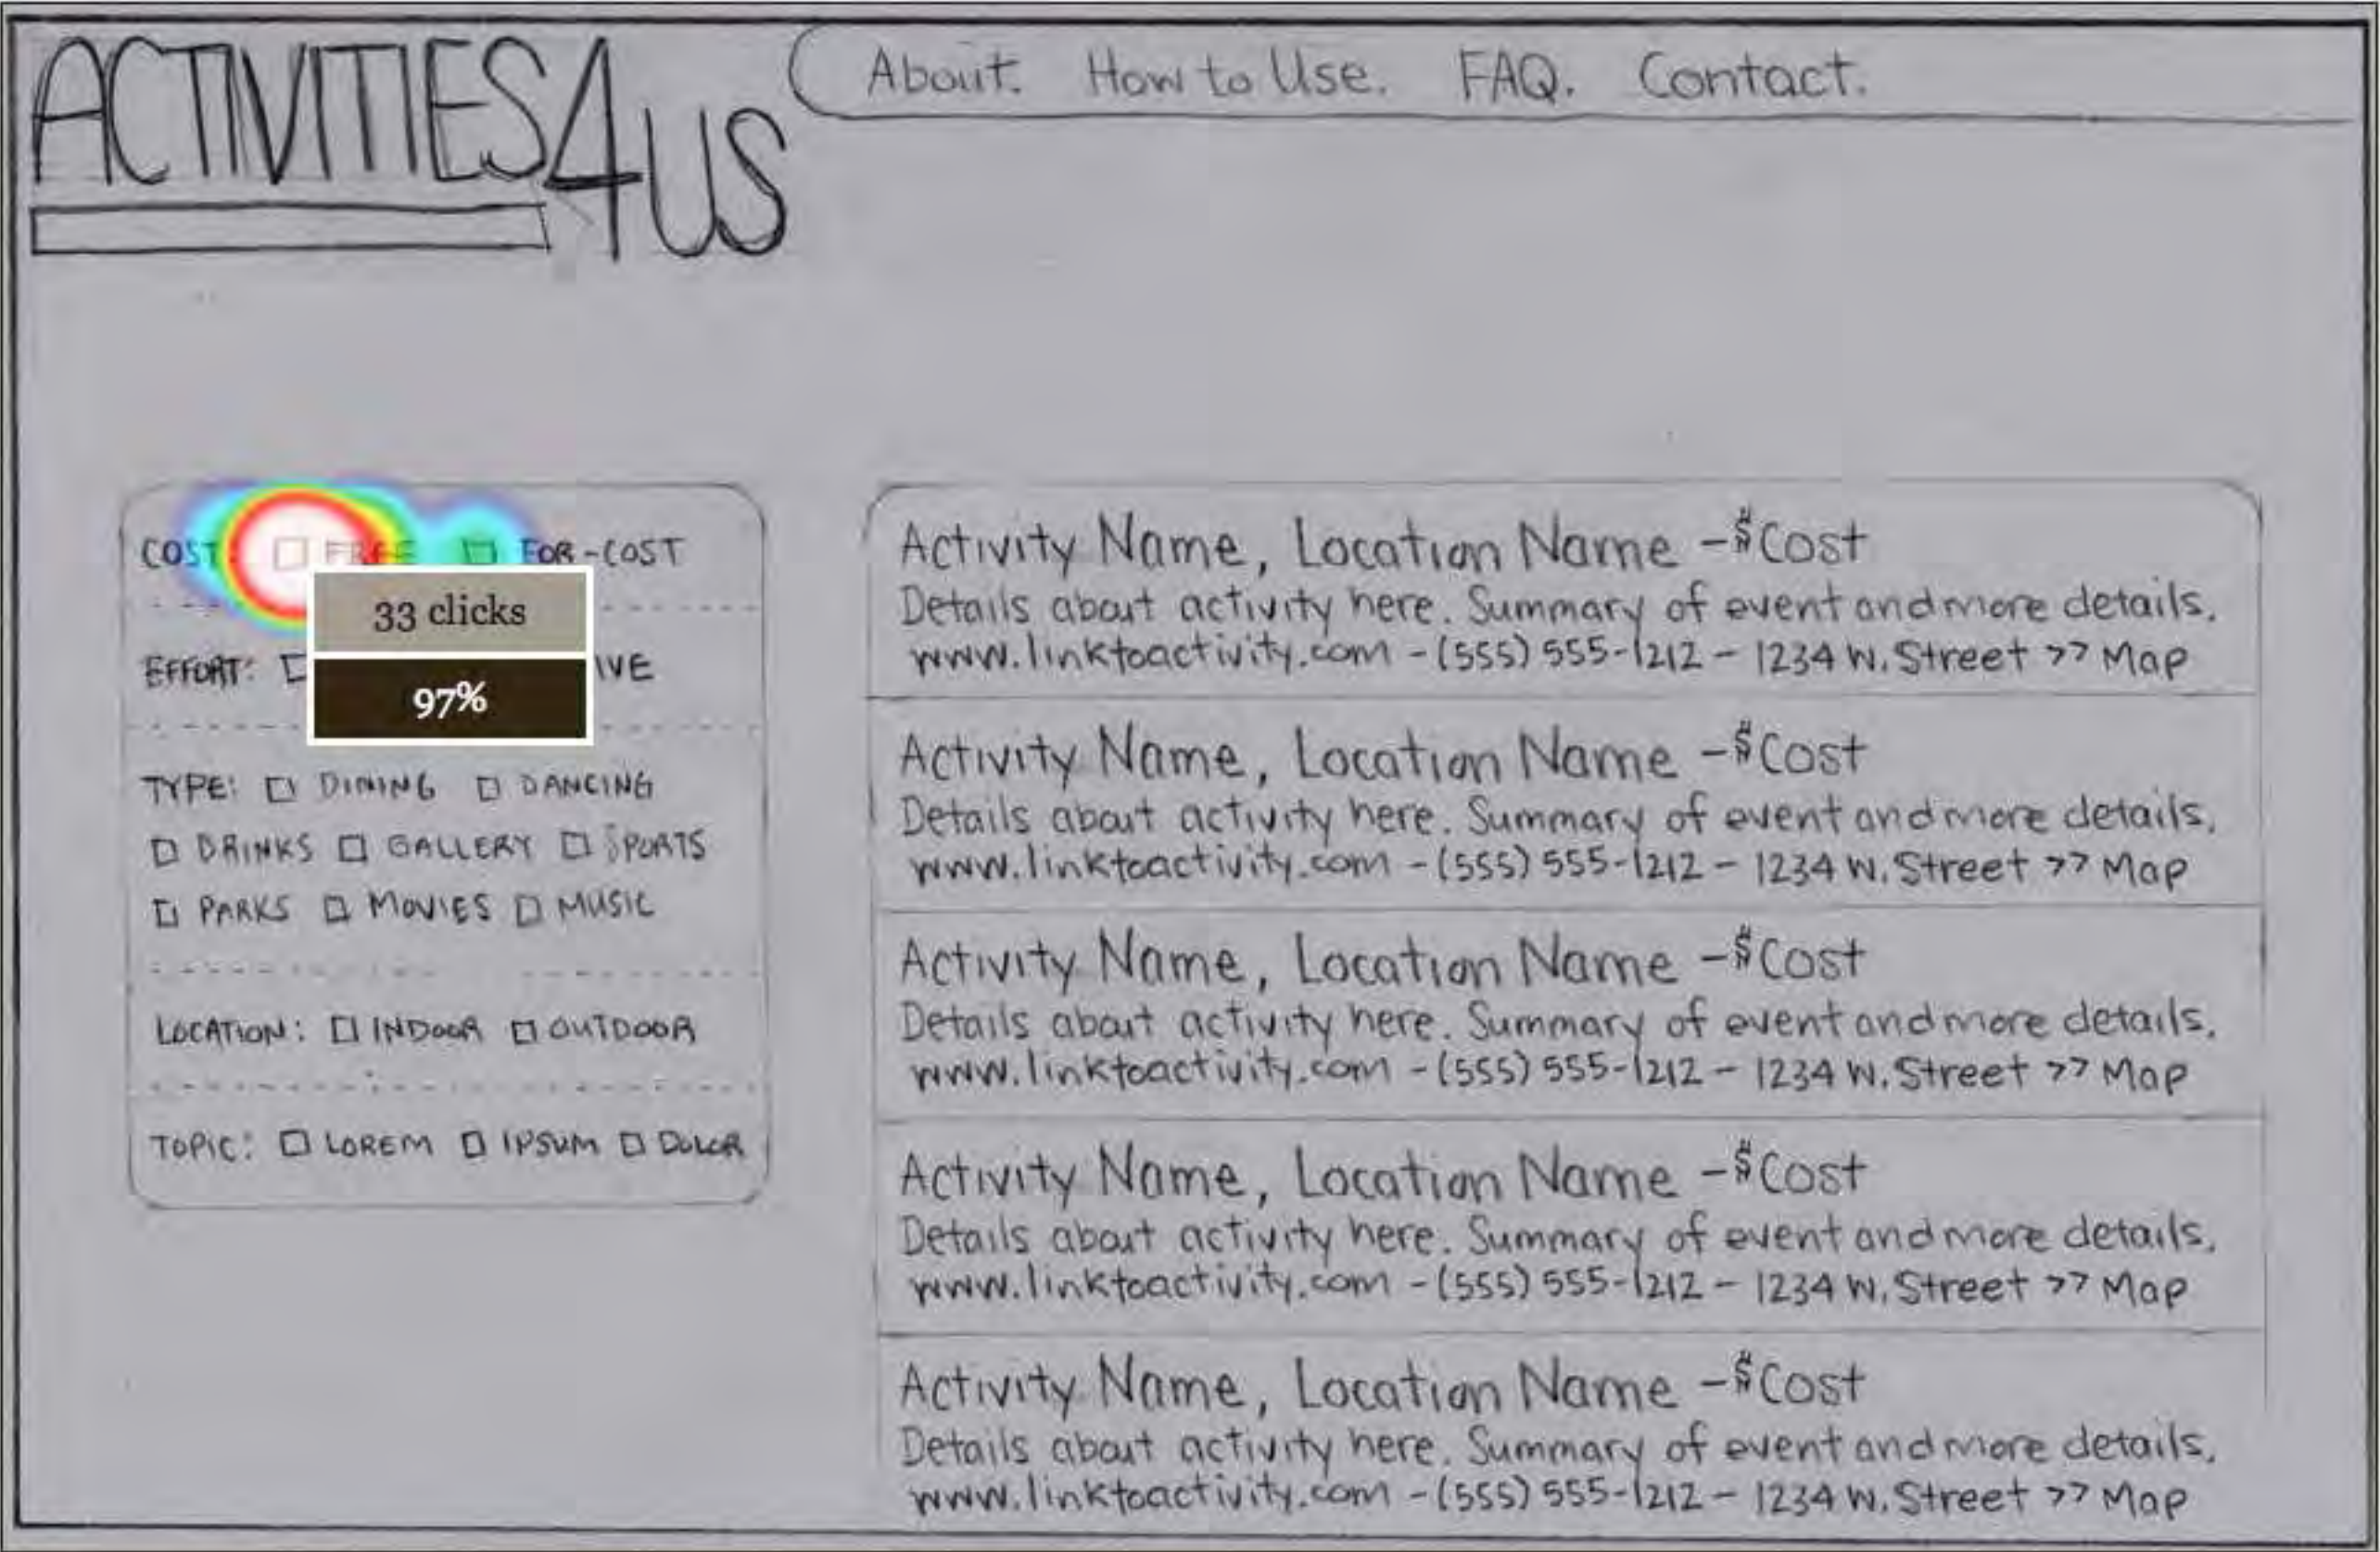 ACTIVITIES4US
About. How to Use. FAQ. Contact.
COST: FREE FOR-COST
33 clicks
EFFORT: IVE
97%
TYPE: DINING DANCING
DRINKS GALLERY SPORTS
PARKS MOVIES MUSIC
LOCATION: INDOOR OUTDOOR
TOPIC: LOREM IPSUM DOLOR
Activity Name, Location Name -$Cost
Details about activity here. Summary of event and more details.
www.linktoactivity.com - (555) 555-1212 - 1234 W. Street >> Map
Activity Name, Location Name -$Cost
Details about activity here. Summary of event and more details.
www.linktoactivity.com - (555) 555-1212 - 1234 W. Street >> Map
Activity Name, Location Name -$Cost
Details about activity here. Summary of event and more details.
www.linktoactivity.com - (555) 555-1212 - 1234 W. Street >> Map
Activity Name, Location Name -$Cost
Details about activity here. Summary of event and more details.
www.linktoactivity.com - (555) 555-1212 - 1234 W. Street >> Map
Activity Name, Location Name -$Cost
Details about activity here. Summary of event and more details.
www.linktoactivity.com - (555) 555-1212 - 1234 W. Street >> Map